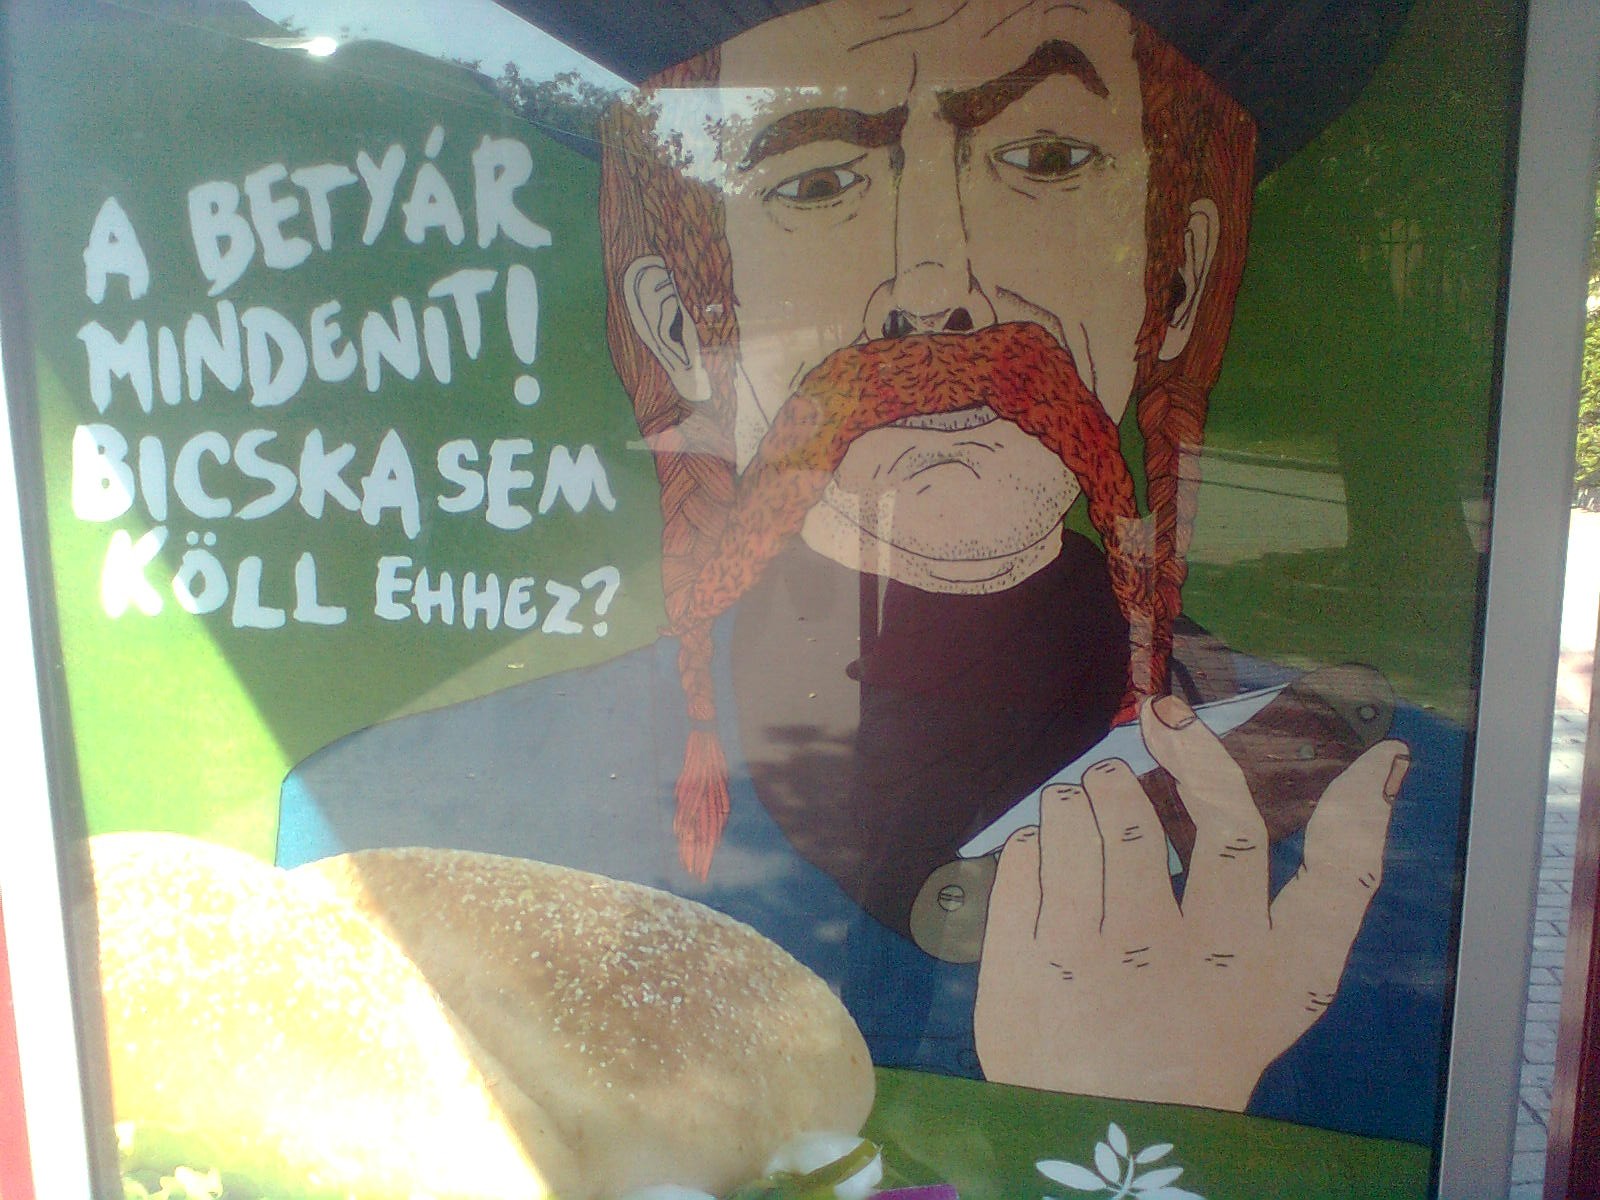 A BETYÁR
MINDENIT!
BICSKA SEM
KÖLL EHHEZ?